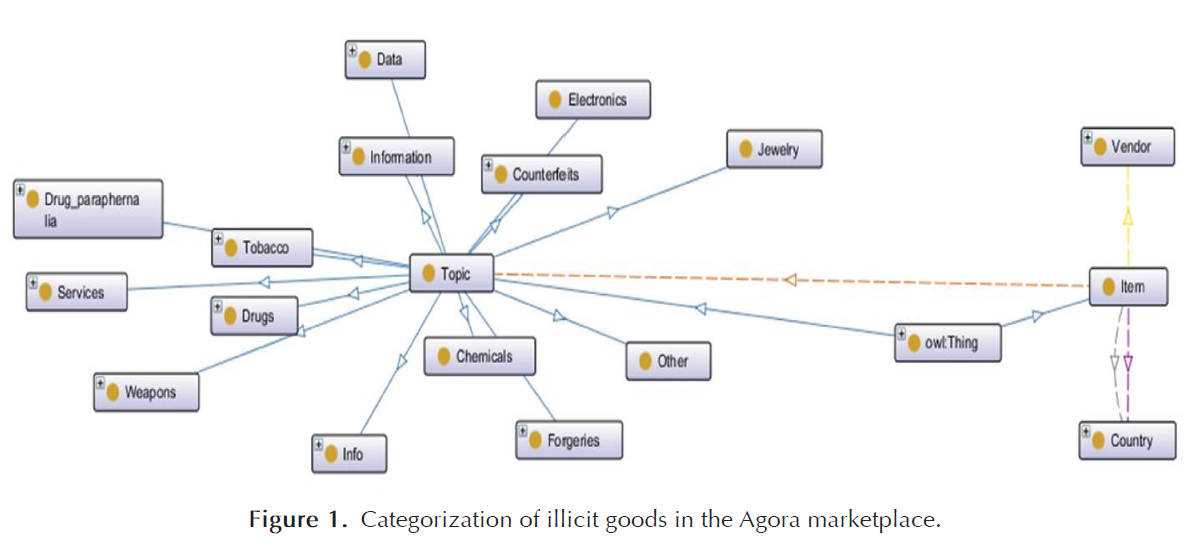 Data
Electronics
Jewelry
Vendor
Information
Counterfeits
Drug_parapherna
lia
Tobacco
Topic
Services
Item
Drugs
owl:Thing
Chemicals
Other
Weapons
Forgeries
Country
Info
Figure 1. Categorization of illicit goods in the Agora marketplace.